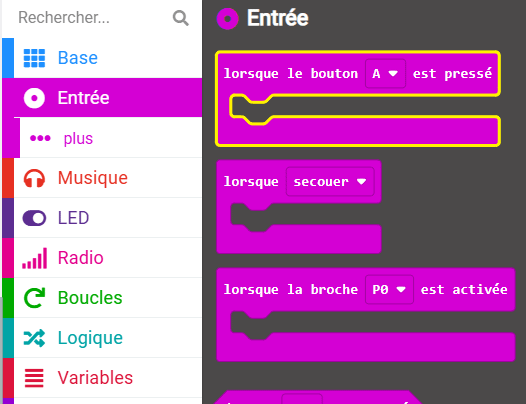 Rechercher...
Base
Entrée
plus
Musique
LED
Radio
Boucles
Logique
Variables
Entrée
lorsque le bouton A est pressé
lorsque secouer
lorsque la broche P0 est activée